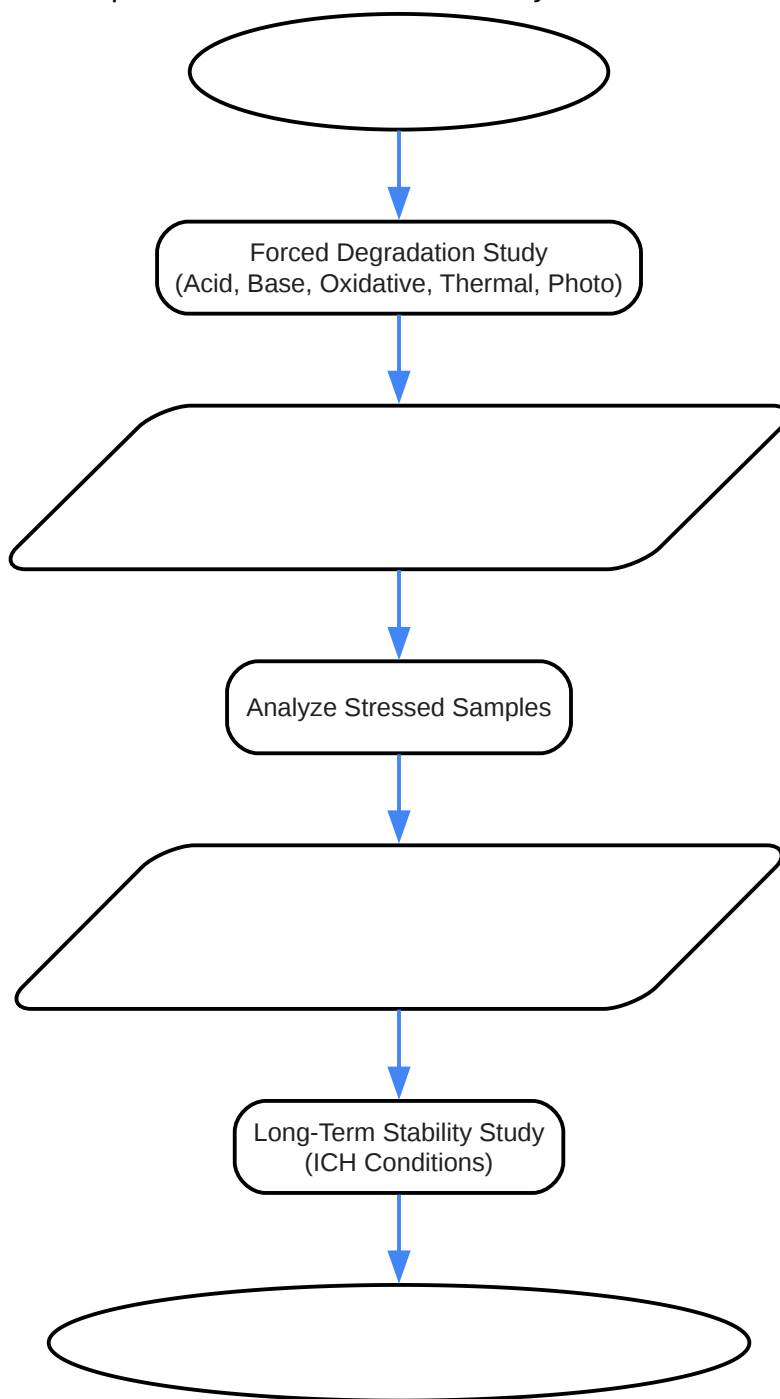 Forced Degradation Study
(Acid, Base, Oxidative, Thermal, Photo)
Analyze Stressed Samples
Long-Term Stability Study
(ICH Conditions)